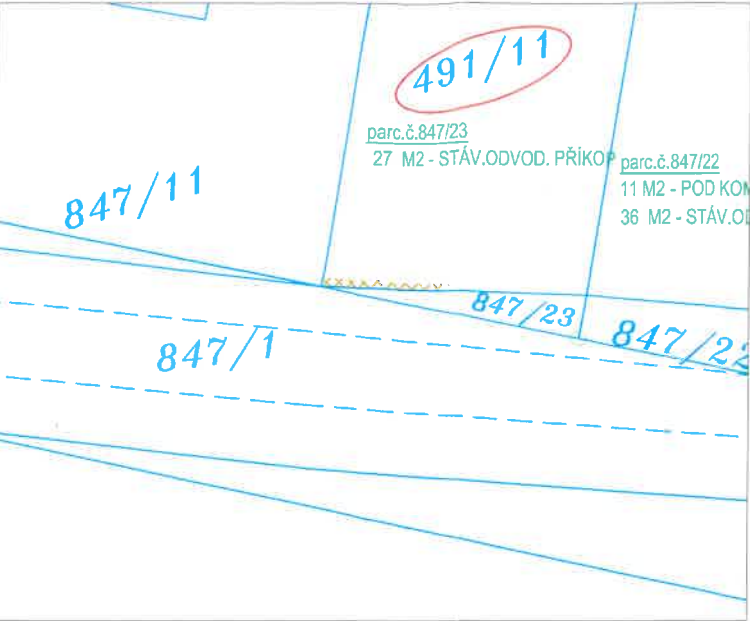 491/11
parc.č.847/23
27 M2 - STÁV.ODVOD. PŘÍKOP
parc.č.847/22
11 M2 - POD KOM
36 M2 - STÁV.OD
847/11
847/23
847/22
847/1